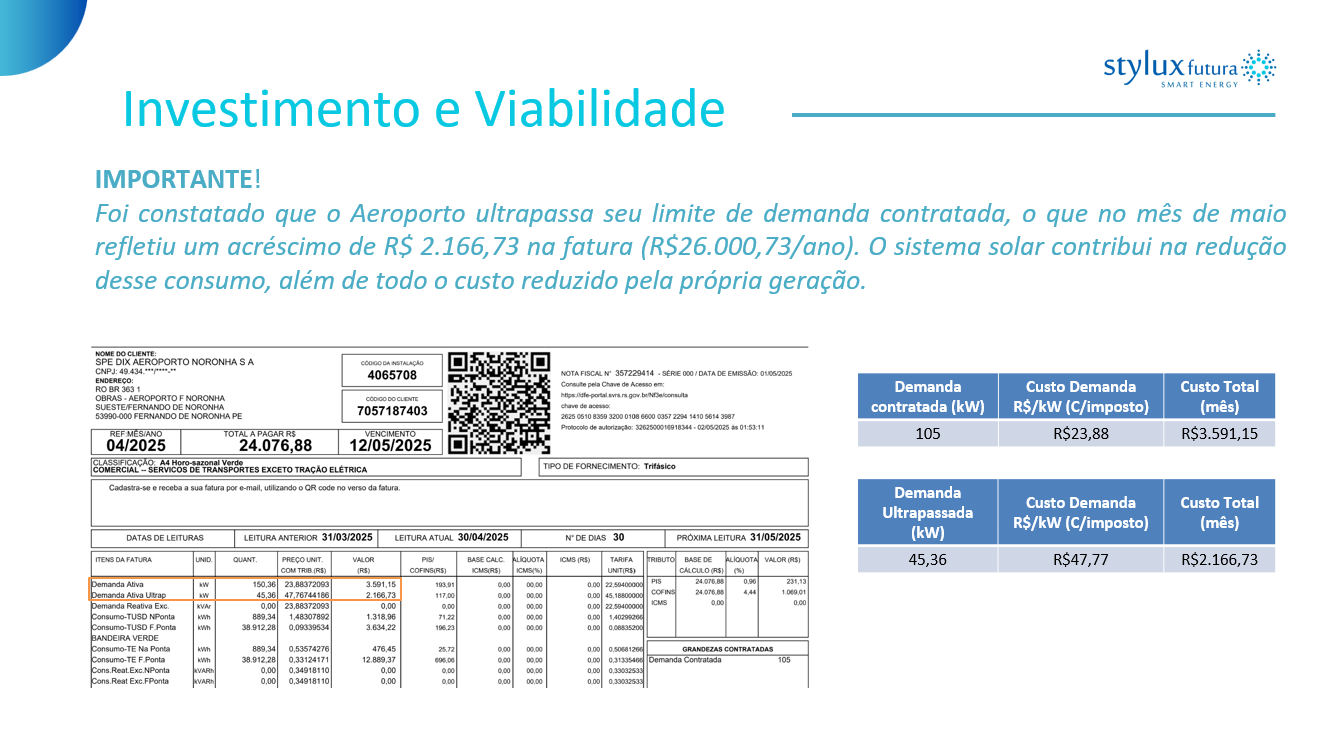 stylux futura
SMART ENERGY
Investimento e Viabilidade
IMPORTANTE!
Foi constatado que o Aeroporto ultrapassa seu limite de demanda contratada, o que no mês de maio
refletiu um acréscimo de R$ 2.166,73 na fatura (R$26.000,73/ano). O sistema solar contribui na redução
desse consumo, além de todo o custo reduzido pela própria geração.
NOME DO CLIENTE:
SPE DIX AEROPORTO NORONHA S A
CNPJ: 49.434.***/****-**
ENDEREÇO:
RO BR 363 1
OBRAS - AEROPORTO F NORONHA
SUESTE/FERNANDO DE NORONHA
53990-000 FERNANDO DE NORONHA PE
CÓDIGO DA INSTALAÇÃO
4065708
CÓDIGO DO CLIENTE
7057187403
NOTA FISCAL N° 357229414 - SÉRIE 000 / DATA DE EMISSÃO: 01/05/2025
Consulte pela Chave de Acesso em:
https://dfe-portal.svrs.rs.gov.br/Nf3e/consulta
chave de acesso:
2625 0510 8359 3200 0108 6600 0357 2294 1410 5614 3987
Protocolo de autorização: 3262500016918344 - 02/05/2025 às 01:53:11
REF:MÊS/ANO TOTAL A PAGAR R$ VENCIMENTO
04/2025 24.076,88 12/05/2025
CLASSIFICAÇÃO: A4 Horo-sazonal Verde
COMERCIAL -- SERVICOS DE TRANSPORTES EXCETO TRAÇÃO ELÉTRICA
TIPO DE FORNECIMENTO: Trifásico
Cadastra-se e receba a sua fatura por e-mail, utilizando o QR code no verso da fatura.
DATAS DE LEITURAS LEITURA ANTERIOR 31/03/2025 LEITURA ATUAL 30/04/2025 N° DE DIAS 30 PRÓXIMA LEITURA 31/05/2025
ITENS DA FATURA UNID. QUANT. PREÇO UNIT. VALOR PIS/ BASE CALC. ALÍQUOTA ICMS (R$) TARIFA
COM TRIB.(R$) (R$) COFINS(R$) ICMS(R$) ICMS(%) UNIT(R$)
Demanda Ativa kW 150,36 23,88372093 3.591,15 193,91 0,00 00,00 0,00 22,59400000
Demanda Ativa Ultrap kW 45,36 47,76744186 2.166,73 117,00 0,00 00,00 0,00 45,18800000
Demanda Reativa Exc. kVAr 0,00 23,88372093 0,00 0,00 0,00 00,00 0,00 22,59400000
Consumo-TUSD NPonta kWh 889,34 1,48307892 1.318,96 71,22 0,00 00,00 0,00 1,40299266
Consumo-TUSD F.Ponta kWh 38.912,28 0,09339534 3.634,22 196,23 0,00 00,00 0,00 0,08835200
BANDEIRA VERDE
Consumo-TE Na Ponta kWh 889,34 0,53574276 476,45 25,72 0,00 00,00 0,00 0,50681266
Consumo-TE F.Ponta kWh 38.912,28 0,33124171 12.889,37 696,06 0,00 00,00 0,00 0,31335466
Cons.Reat.Exc.NPonta kVARh 0,00 0,34918110 0,00 0,00 0,00 00,00 0,00 0,33032533
Cons.Reat Exc.FPonta kVARh 0,00 0,34918110 0,00 0,00 0,00 00,00 0,00 0,33032533
TRIBUTO BASE DE ALÍQUOTA VALOR (R$)
CÁLCULO (R$) (%)
PIS 24.076,88 0,96 231,13
COFINS 24.076,88 4,44 1.069,01
ICMS 0,00 0,00
GRANDEZAS CONTRATADAS
Demanda Contratada 105
Demanda Custo Demanda Custo Total
contratada (kW) R$/kW (C/imposto) (mês)
105 R$23,88 R$3.591,15
Demanda
Ultrapassada
(kW)
Custo Demanda
R$/kW (C/imposto)
Custo Total
(mês)
45,36 R$47,77 R$2.166,73